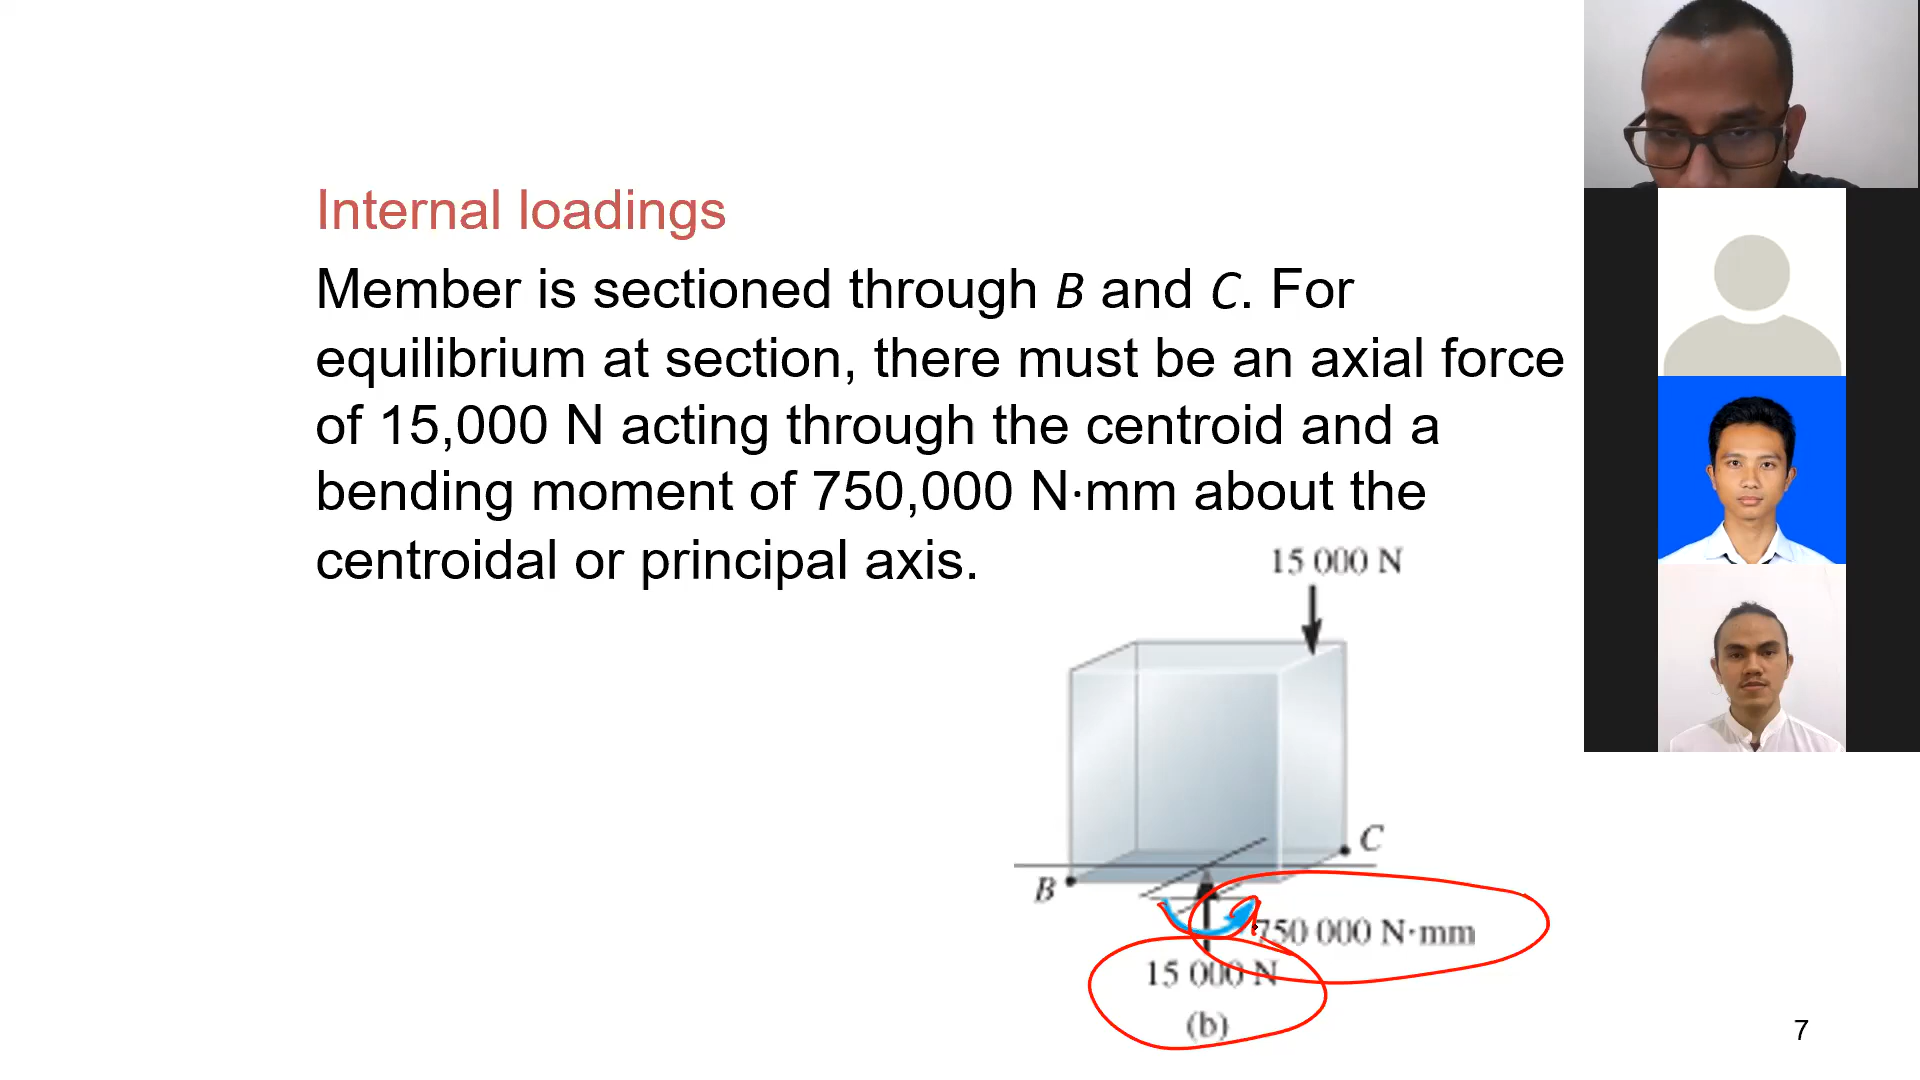 Internal loadings
Member is sectioned through B and C. For
equilibrium at section, there must be an axial force
of 15,000 N acting through the centroid and a
bending moment of 750,000 N·mm about the
centroidal or principal axis.
15 000 N
C
B
750 000 N·mm
15 000 N
(b)
7